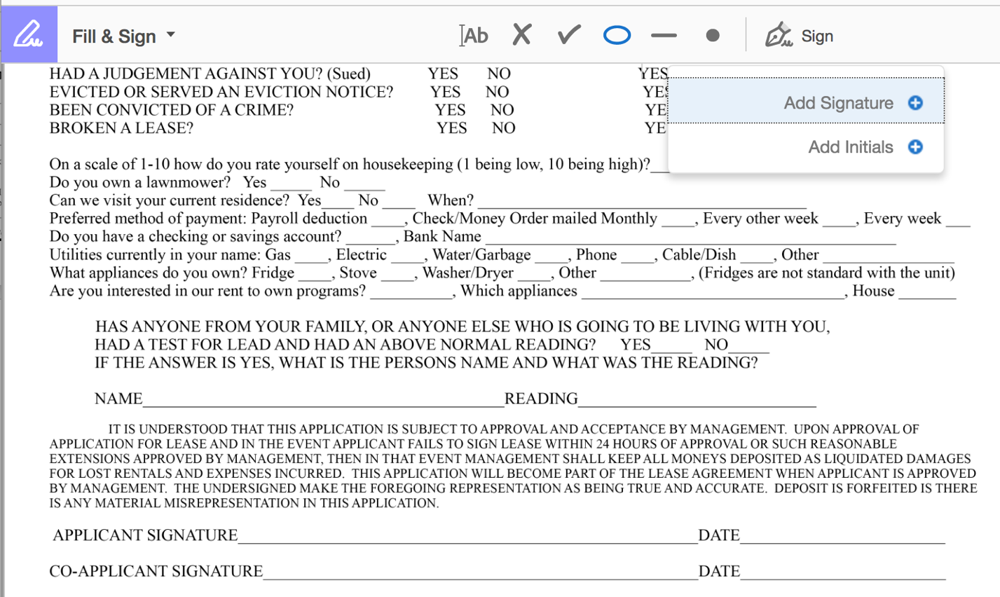 Fill & Sign
Ab
Sign
Add Signature
Add Initials
HAD A JUDGEMENT AGAINST YOU? (Sued) YES NO YES
EVICTED OR SERVED AN EVICTION NOTICE? YES NO YES
BEEN CONVICTED OF A CRIME? YES NO YE
BROKEN A LEASE? YES NO YE
On a scale of 1-10 how do you rate yourself on housekeeping (1 being low, 10 being high)?__
Do you own a lawnmower? Yes _____ No _____
Can we visit your current residence? Yes____ No ____ When? ________________________________________
Preferred method of payment: Payroll deduction ____, Check/Money Order mailed Monthly ____, Every other week ____, Every week ___
Do you have a checking or savings account? ______, Bank Name __________________________________________________
Utilities currently in your name: Gas ____, Electric ____, Water/Garbage ____, Phone ____, Cable/Dish ____, Other ________________
What appliances do you own? Fridge ____, Stove ____, Washer/Dryer ____, Other ___________, (Fridges are not standard with the unit)
Are you interested in our rent to own programs? __________, Which appliances ________________________________, House _______
HAS ANYONE FROM YOUR FAMILY, OR ANYONE ELSE WHO IS GOING TO BE LIVING WITH YOU,
HAD A TEST FOR LEAD AND HAD AN ABOVE NORMAL READING? YES_____ NO_____
IF THE ANSWER IS YES, WHAT IS THE PERSONS NAME AND WHAT WAS THE READING?
NAME____________________________________________READING_____________________________
IT IS UNDERSTOOD THAT THIS APPLICATION IS SUBJECT TO APPROVAL AND ACCEPTANCE BY MANAGEMENT. UPON APPROVAL OF
APPLICATION FOR LEASE AND IN THE EVENT APPLICANT FAILS TO SIGN LEASE WITHIN 24 HOURS OF APPROVAL OR SUCH REASONABLE
EXTENSIONS APPROVED BY MANAGEMENT, THEN IN THAT EVENT MANAGEMENT SHALL KEEP ALL MONEYS DEPOSITED AS LIQUIDATED DAMAGES
FOR LOST RENTALS AND EXPENSES INCURRED. THIS APPLICATION WILL BECOME PART OF THE LEASE AGREEMENT WHEN APPLICANT IS APPROVED
BY MANAGEMENT. THE UNDERSIGNED MAKE THE FOREGOING REPRESENTATION AS BEING TRUE AND ACCURATE. DEPOSIT IS FORFEITED IS THERE
IS ANY MATERIAL MISREPRESENTATION IN THIS APPLICATION.
APPLICANT SIGNATURE________________________________________________________DATE_________________________
CO-APPLICANT SIGNATURE_____________________________________________________DATE_________________________